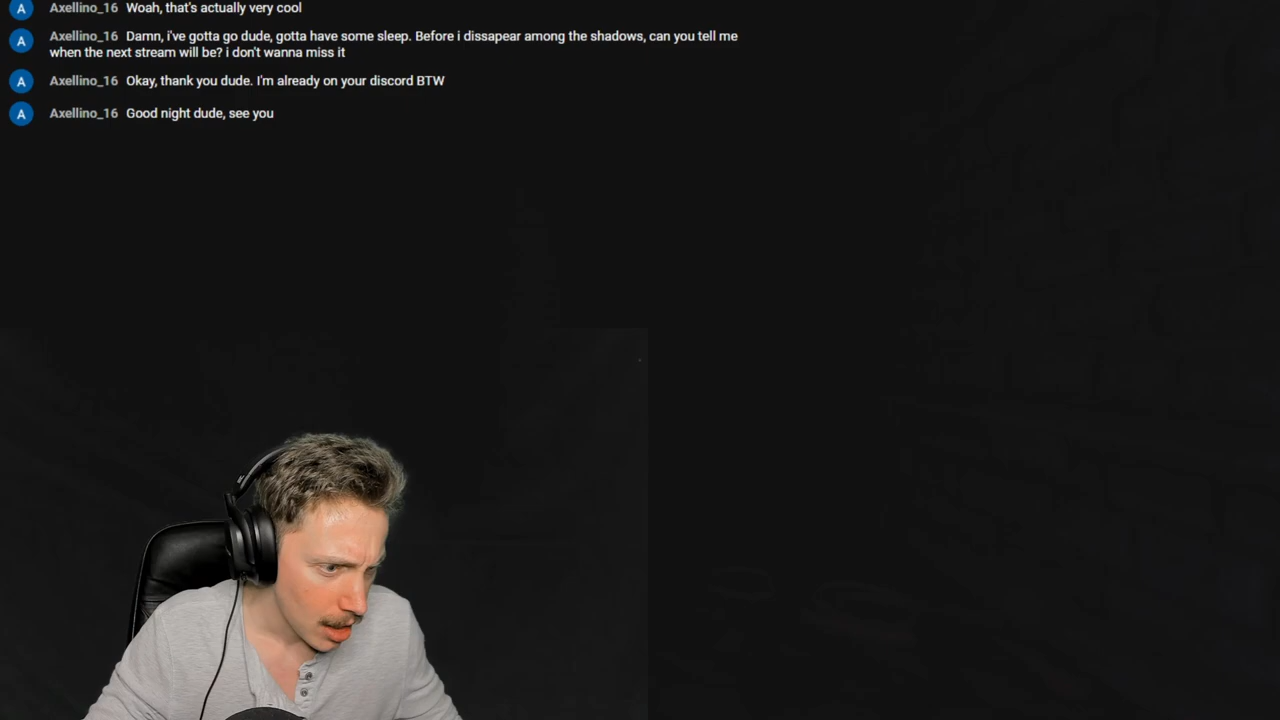 A Axellino_16 Woah, that's actually very cool
A Axellino_16 Damn, i've gotta go dude, gotta have some sleep. Before i dissapear among the shadows, can you tell me
when the next stream will be? i don't wanna miss it
A Axellino_16 Okay, thank you dude. I'm already on your discord BTW
A Axellino_16 Good night dude, see you